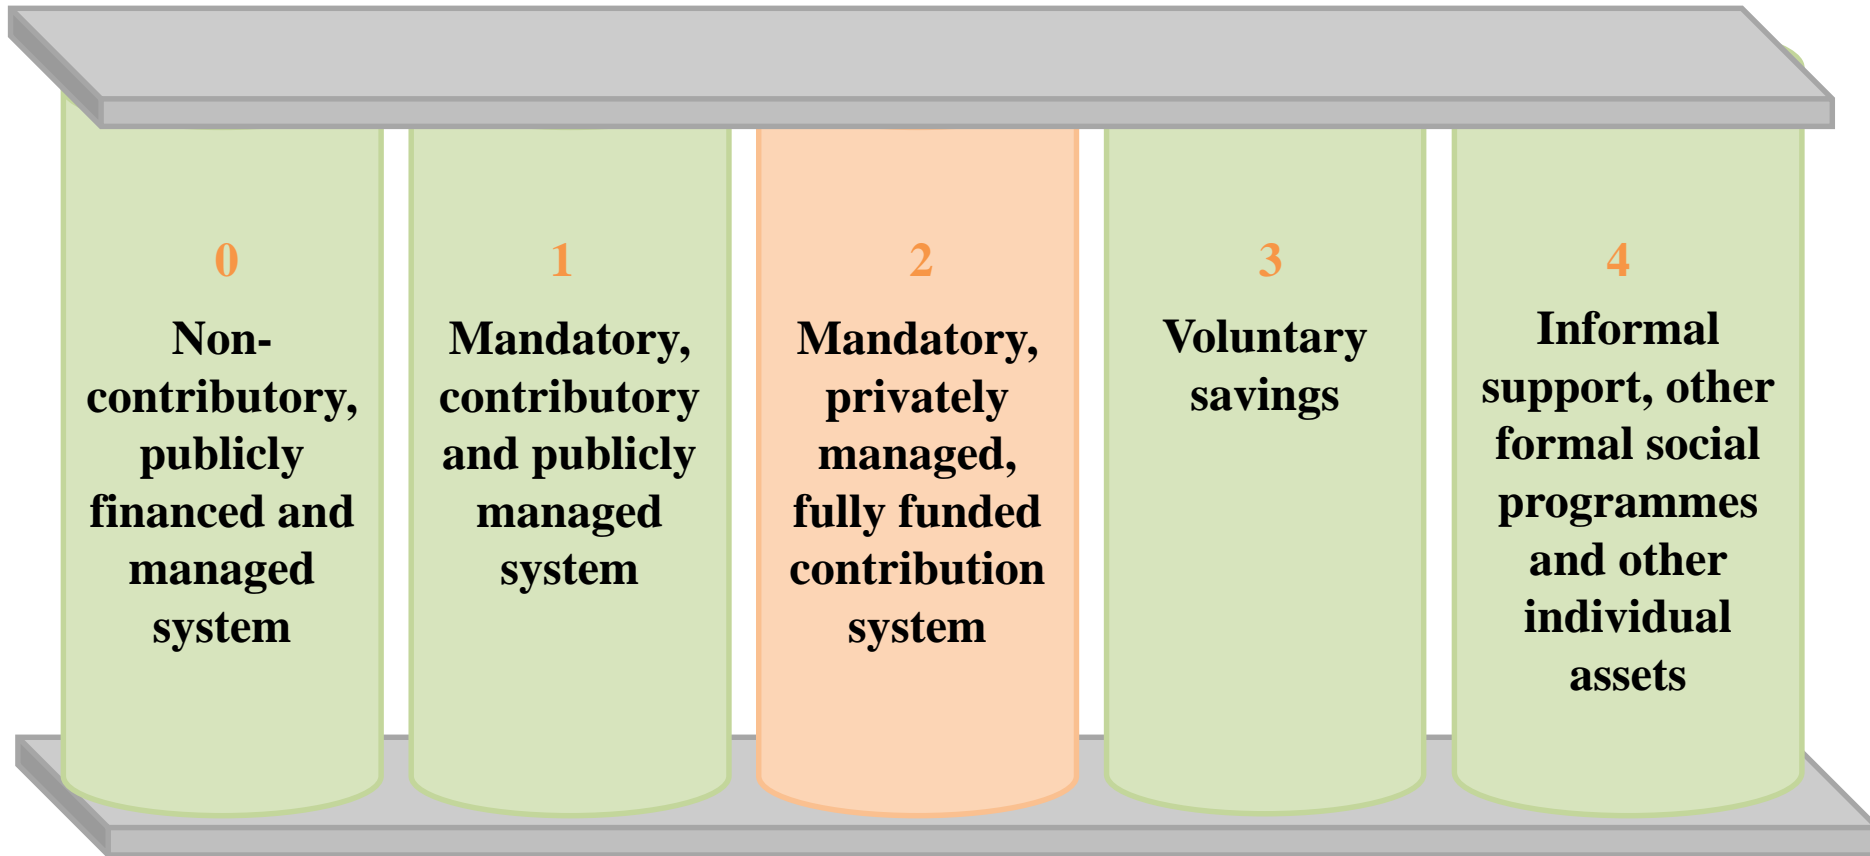 0
Non-
contributory,
publicly
financed and
managed
system
1
Mandatory,
contributory
and publicly
managed
system
2
Mandatory,
privately
managed,
fully funded
contribution
system
3
Voluntary
savings
4
Informal
support, other
formal social
programmes
and other
individual
assets